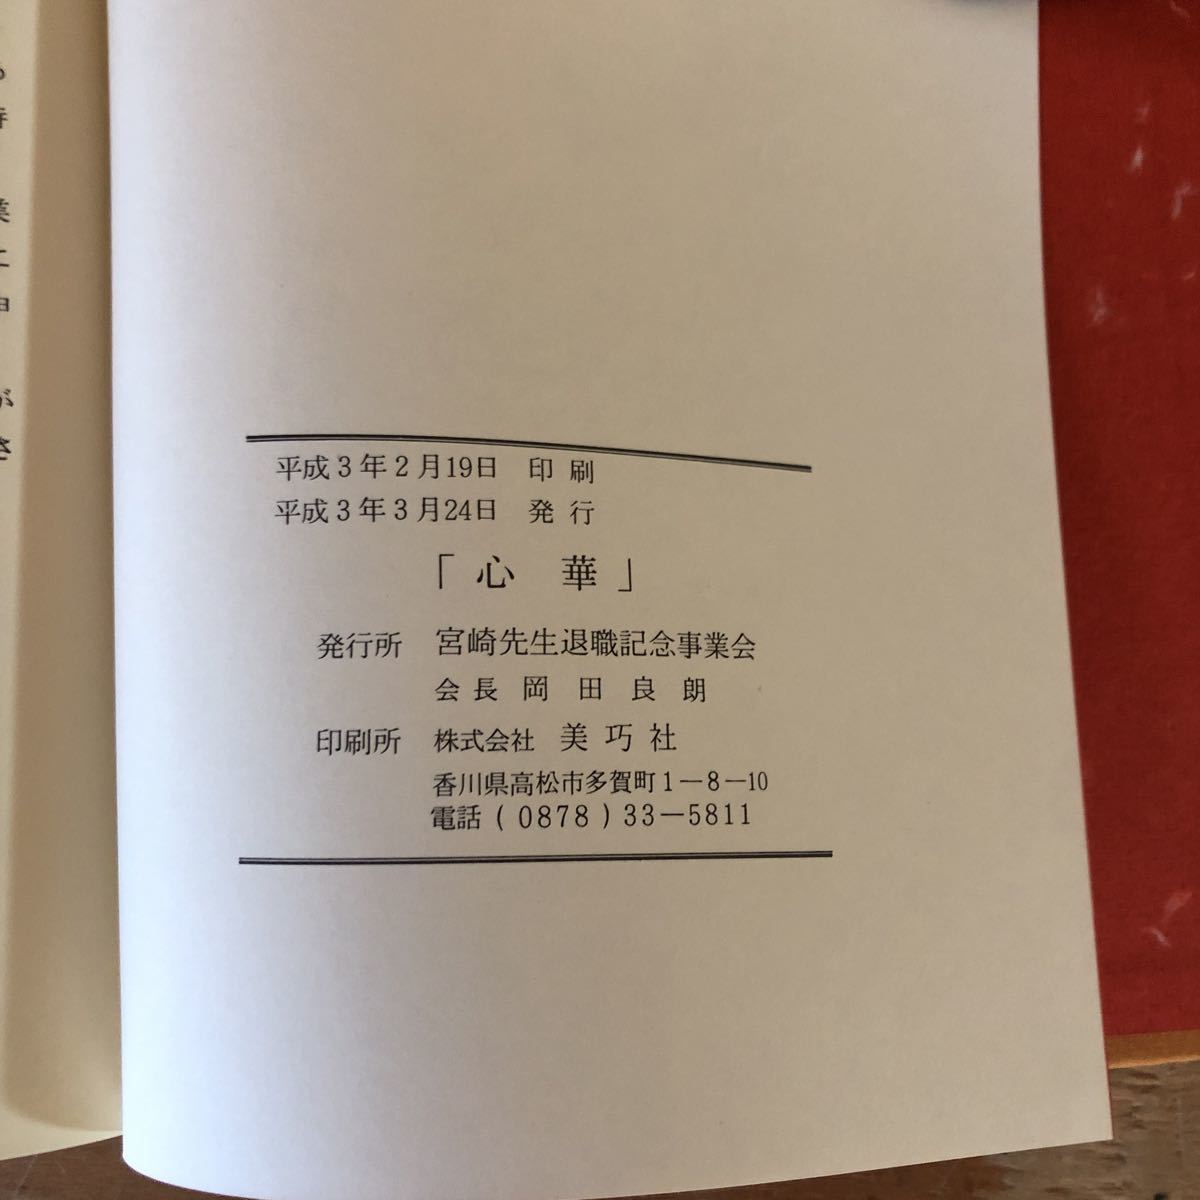 平成3年2月19日 印刷
平成3年3月24日 発行
「心 華」
発行所 宮崎先生退職記念事業会
会長 岡田良朗
印刷所 株式会社 美巧社
香川県高松市多賀町1―8―10
電話(0878)33―5811